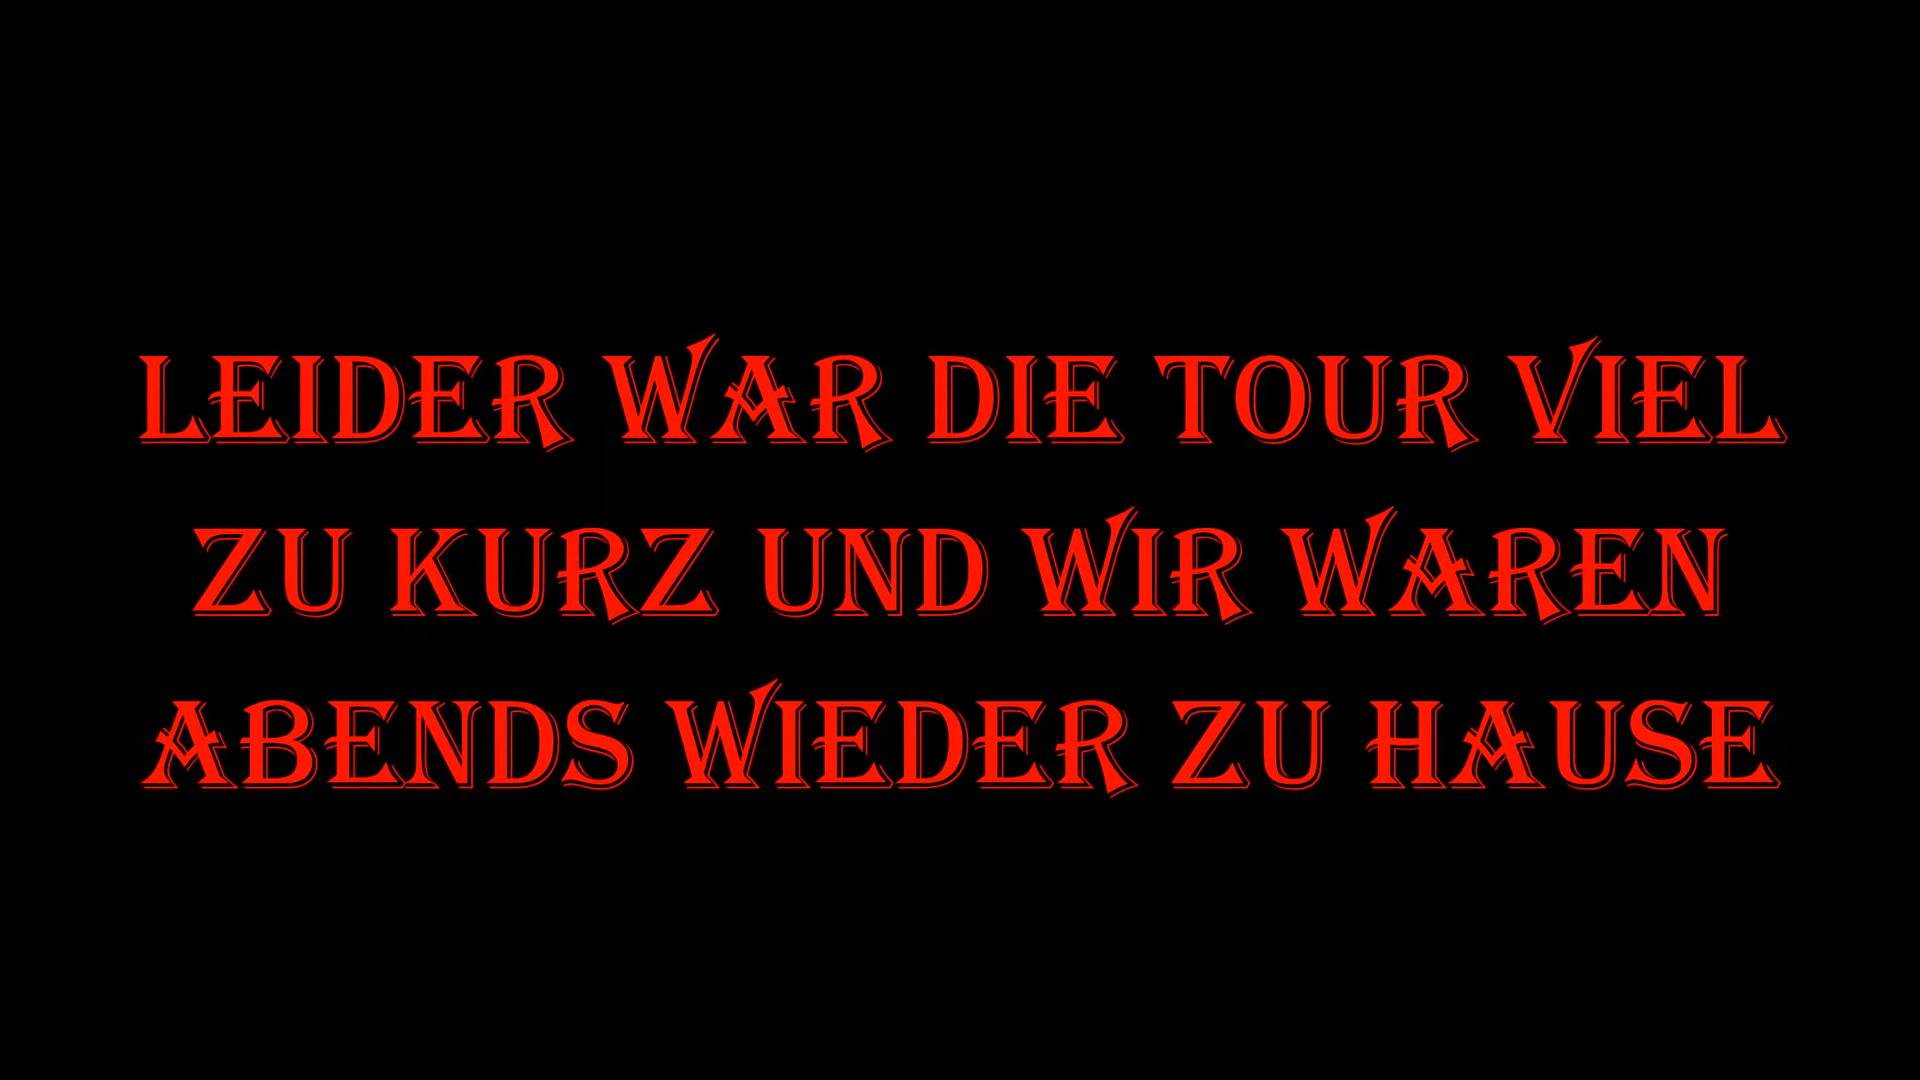 LEIDER WAR DIE TOUR VIEL
ZU KURZ UND WIR WAREN
ABENDS WIEDER ZU HAUSE